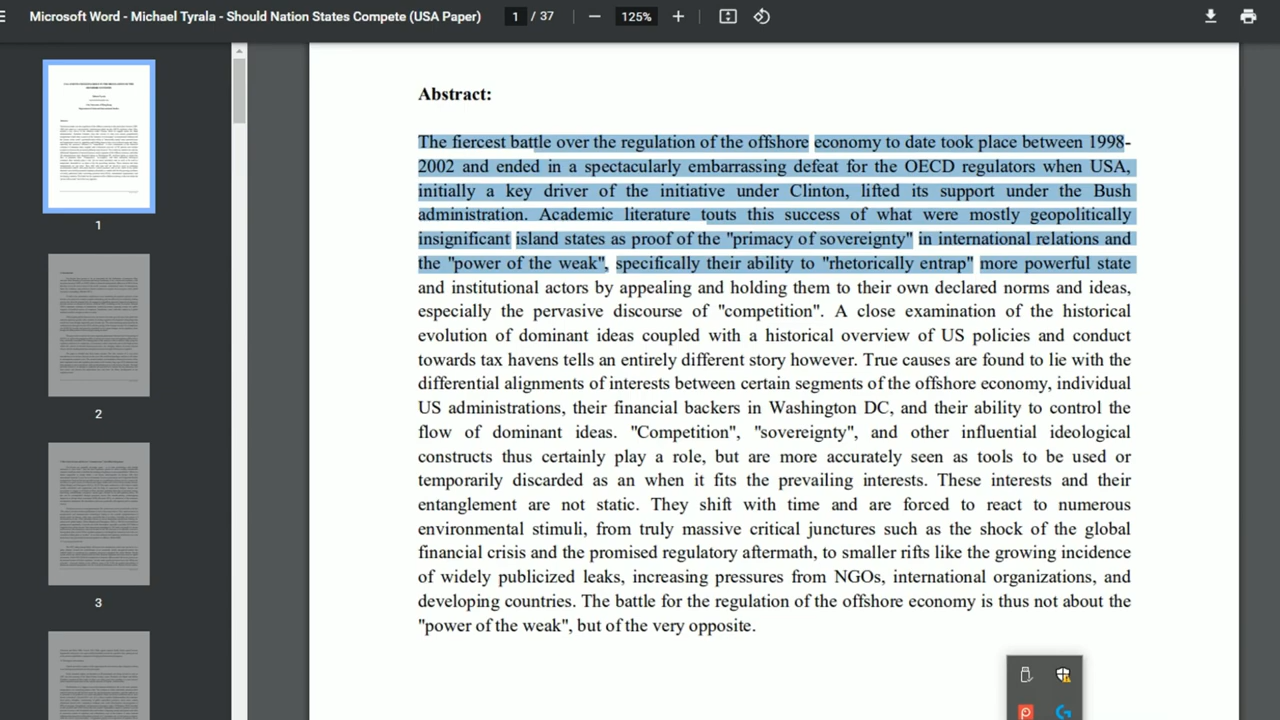 Microsoft Word - Michael Tyrala - Should Nation States Compete (USA Paper)
1 / 37
125%
Abstract:
The fiercest battle over the regulation of the offshore economy to date took place between 1998-
2002 and ended in a spectacularly embarrassing defeat for the OECD regulators when USA,
initially a key driver of the initiative under Clinton, lifted its support under the Bush
administration. Academic literature touts this success of what were mostly geopolitically
insignificant island states as proof of the "primacy of sovereignty" in international relations and
the "power of the weak", specifically their ability to "rhetorically entrap" more powerful state
and institutional actors by appealing and holding them to their own declared norms and ideas,
especially the pervasive discourse of "competition". A close examination of the historical
evolution of dominant ideas coupled with a historical overview of US policies and conduct
towards tax havens tells an entirely different story however. True causes are found to lie with the
differential alignments of interests between certain segments of the offshore economy, individual
US administrations, their financial backers in Washington DC, and their ability to control the
flow of dominant ideas. "Competition", "sovereignty", and other influential ideological
constructs thus certainly play a role, but are more accurately seen as tools to be used or
temporarily discarded as an when it fits the prevailing interests. These interests and their
entanglement are not static. They shift with time and are forced to react to numerous
environmental stimuli, from truly massive critical junctures such as the shock of the global
financial crisis and the promised regulatory aftermath, to smaller rifts like the growing incidence
of widely publicized leaks, increasing pressures from NGOs, international organizations, and
developing countries. The battle for the regulation of the offshore economy is thus not about the
"power of the weak", but of the very opposite.
1
2
3